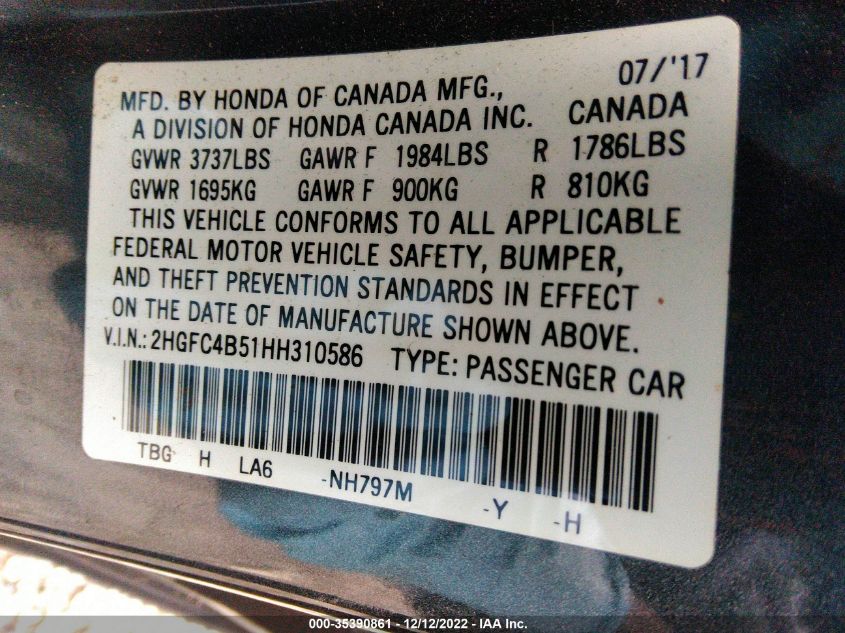 07/'17
MFD. BY HONDA OF CANADA MFG.,
A DIVISION OF HONDA CANADA INC. CANADA
GVWR 3737LBS GAWR F 1984LBS R 1786LBS
GVWR 1695KG GAWR F 900KG R 810KG
THIS VEHICLE CONFORMS TO ALL APPLICABLE
FEDERAL MOTOR VEHICLE SAFETY, BUMPER,
AND THEFT PREVENTION STANDARDS IN EFFECT
ON THE DATE OF MANUFACTURE SHOWN ABOVE.
V.I.N.: 2HGFC4B51HH310586 TYPE: PASSENGER CAR
TBG H LA6 -NH797M -Y -H
000-35390861 - 12/12/2022 - IAA Inc.